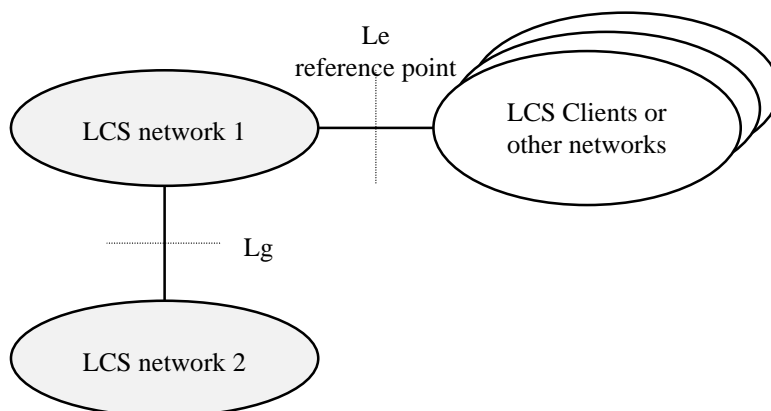 Le
reference point
LCS network 1
LCS Clients or
other networks
Lg
LCS network 2